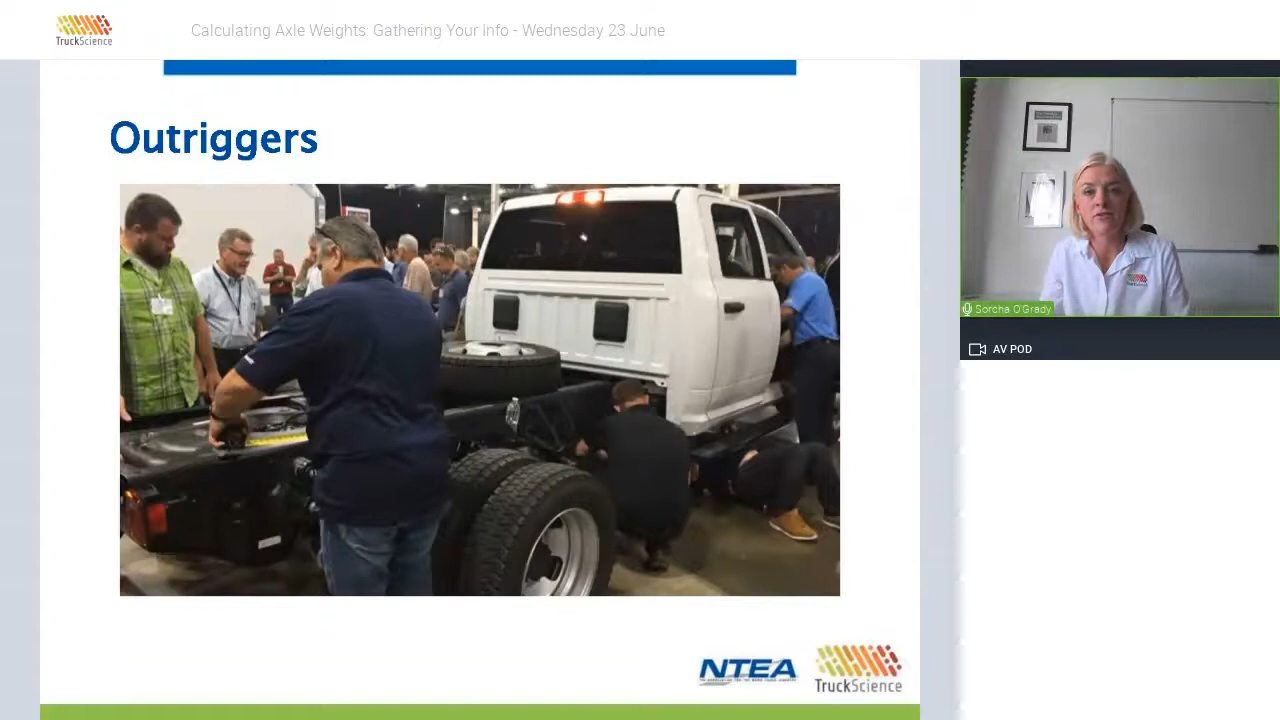 TruckScience
Calculating Axle Weights: Gathering Your Info - Wednesday 23 June
Outriggers
Sorcha O'Grady
AV POD
NTEA
TruckScience